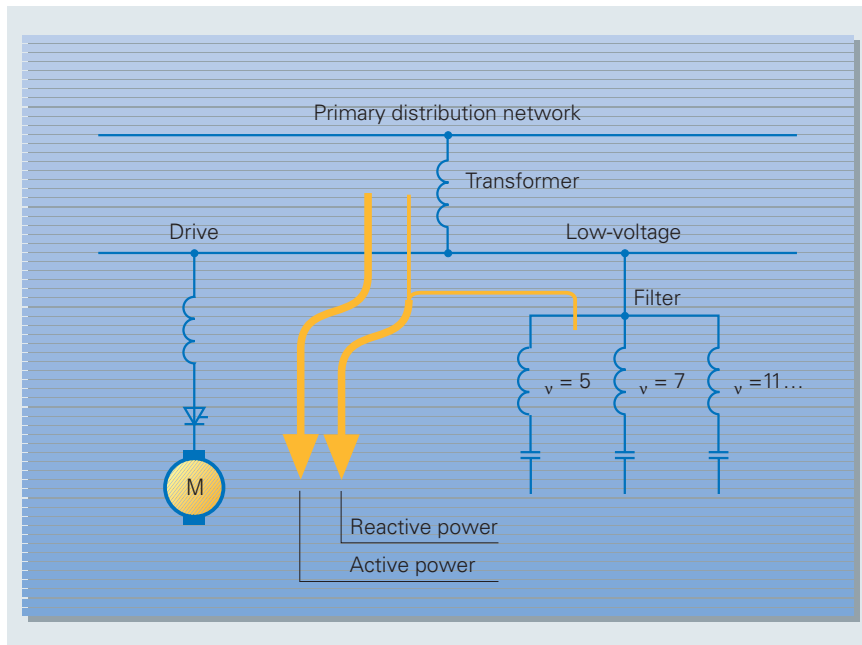 Primary distribution network
Transformer
Drive
Low-voltage
Filter
ν = 5
ν = 7
ν = 11...
M
Reactive power
Active power